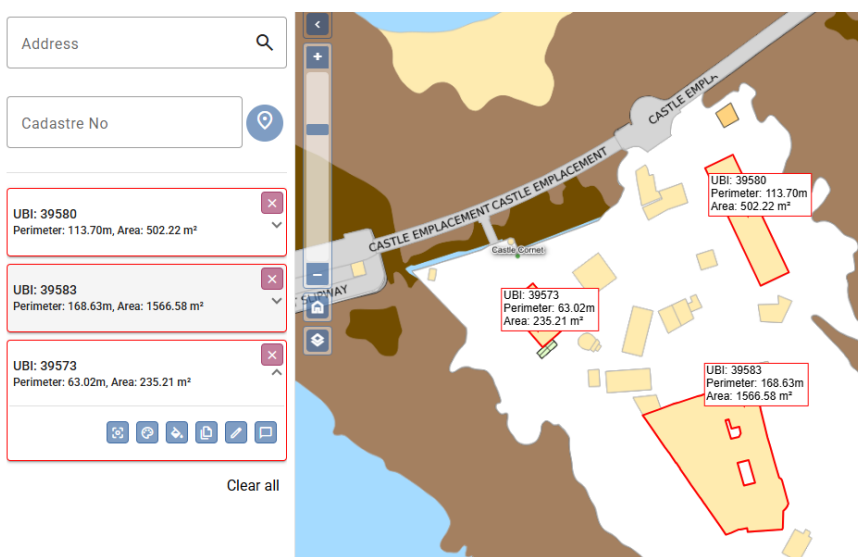 Address
Cadastre No
UBI: 39580
Perimeter: 113.70m, Area: 502.22 m²
UBI: 39583
Perimeter: 168.63m, Area: 1566.58 m²
UBI: 39573
Perimeter: 63.02m, Area: 235.21 m²
Clear all
CASTLE EMPLA
CASTLE EMPLACEMENT
CASTLE EMPLACEMENT
Castle Cornet
SUBWAY
UBI: 39580
Perimeter: 113.70m
Area: 502.22 m²
UBI: 39573
Perimeter: 63.02m
Area: 235.21 m²
UBI: 39583
Perimeter: 168.63m
Area: 1566.58 m²